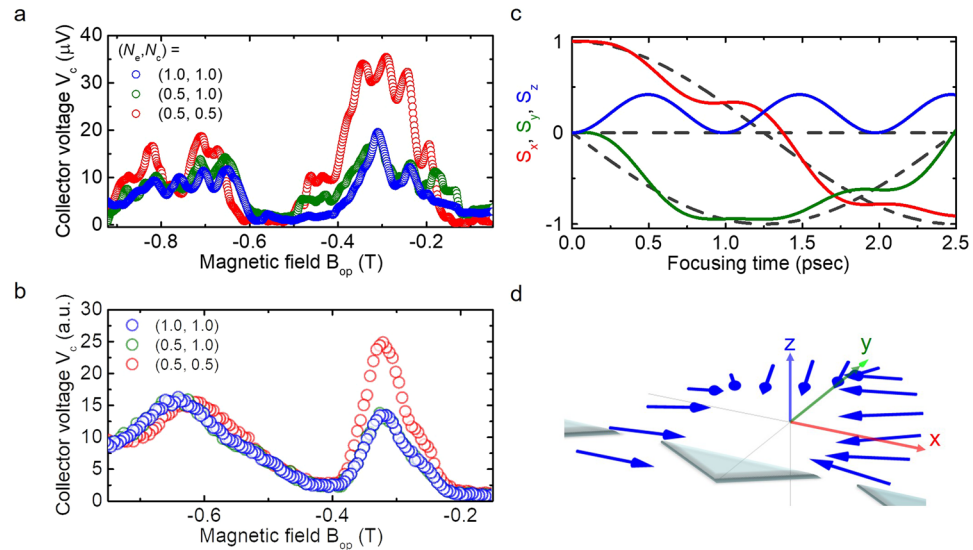 a
Collector voltage V_c (μV)
40
30
20
10
0
(N_e,N_c) =
(1.0, 1.0)
(0.5, 1.0)
(0.5, 0.5)
-0.8
-0.6
-0.4
-0.2
Magnetic field B_op (T)
b
Collector voltage V_c (a.u.)
30
25
20
15
10
5
0
(1.0, 1.0)
(0.5, 1.0)
(0.5, 0.5)
-0.6
-0.4
-0.2
Magnetic field B_op (T)
c
S_x, S_y, S_z
1
0
-1
0.0
0.5
1.0
1.5
2.0
2.5
Focusing time (psec)
d
z
y
x